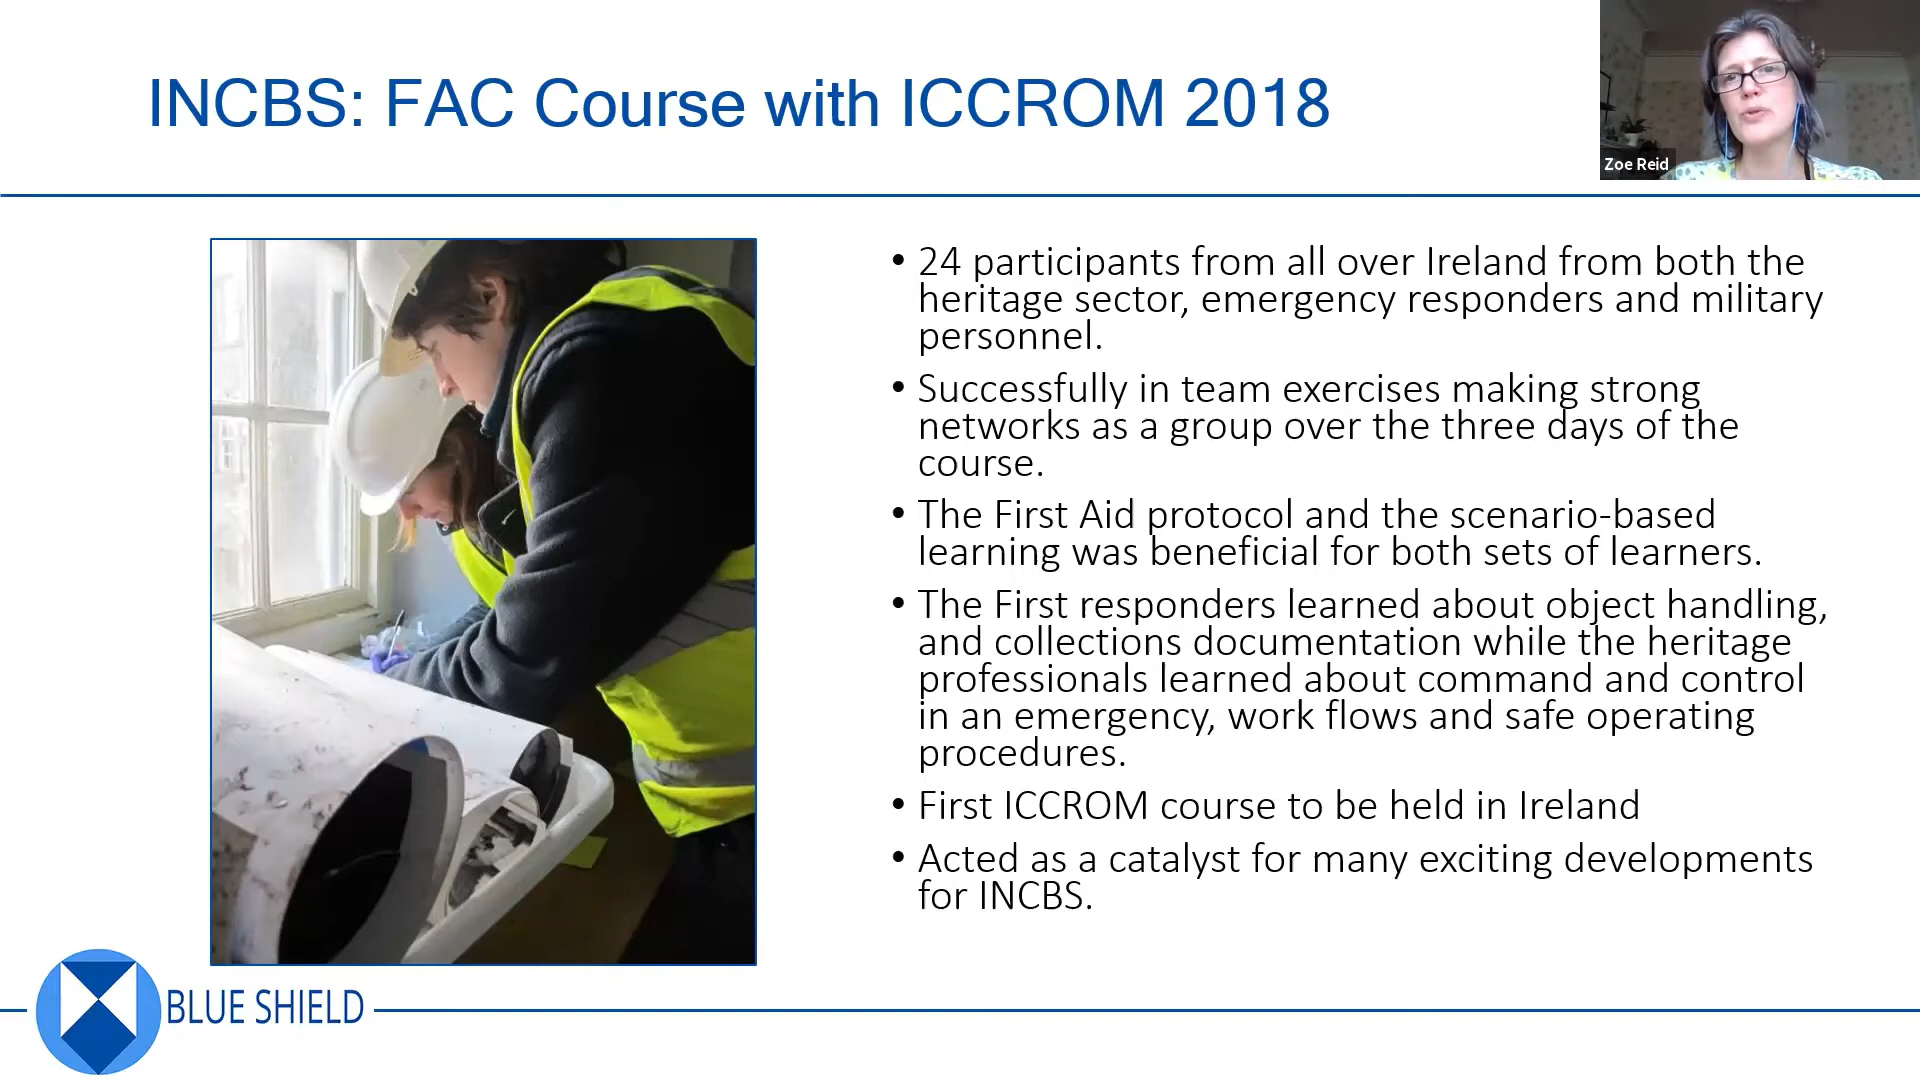 INCBS: FAC Course with ICCROM 2018
Zoe Reid
• 24 participants from all over Ireland from both the
heritage sector, emergency responders and military
personnel.
• Successfully in team exercises making strong
networks as a group over the three days of the
course.
• The First Aid protocol and the scenario-based
learning was beneficial for both sets of learners.
• The First responders learned about object handling,
and collections documentation while the heritage
professionals learned about command and control
in an emergency, work flows and safe operating
procedures.
• First ICCROM course to be held in Ireland
• Acted as a catalyst for many exciting developments
for INCBS.
BLUE SHIELD